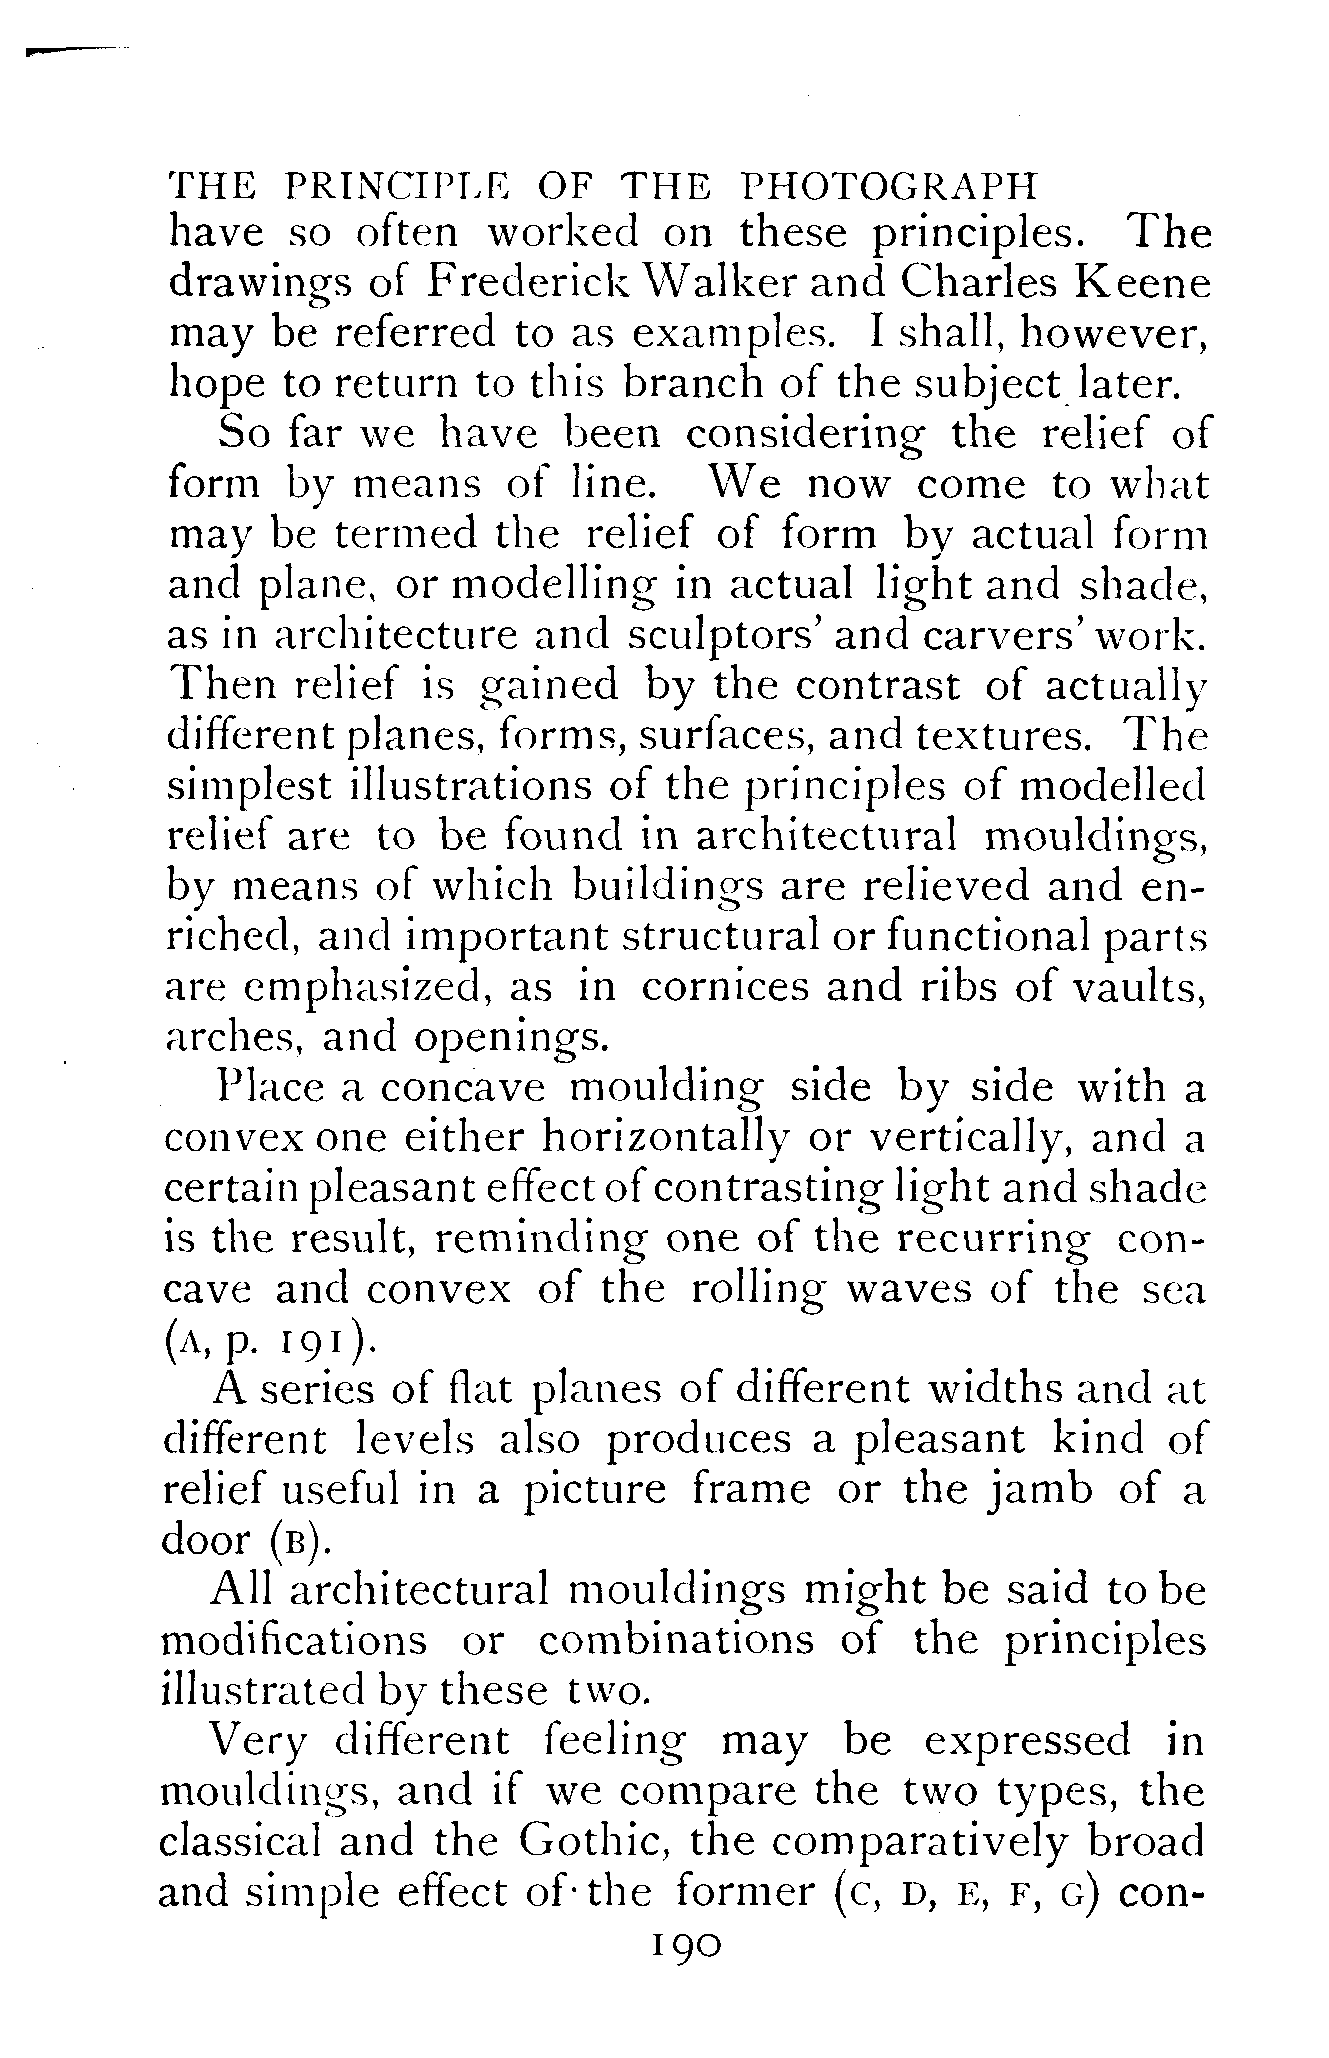 THE PRINCIPLE OF THE PHOTOGRAPH
have so often worked on these principles. The
drawings of Frederick Walker and Charles Keene
may be referred to as examples. I shall, however,
hope to return to this branch of the subject later.
So far we have been considering the relief of
form by means of line. We now come to what
may be termed the relief of form by actual form
and plane, or modelling in actual light and shade,
as in architecture and sculptors' and carvers' work.
Then relief is gained by the contrast of actually
different planes, forms, surfaces, and textures. The
simplest illustrations of the principles of modelled
relief are to be found in architectural mouldings,
by means of which buildings are relieved and en-
riched, and important structural or functional parts
are emphasized, as in cornices and ribs of vaults,
arches, and openings.
Place a concave moulding side by side with a
convex one either horizontally or vertically, and a
certain pleasant effect of contrasting light and shade
is the result, reminding one of the recurring con-
cave and convex of the rolling waves of the sea
(A, p. 191).
A series of flat planes of different widths and at
different levels also produces a pleasant kind of
relief useful in a picture frame or the jamb of a
door (B).
All architectural mouldings might be said to be
modifications or combinations of the principles
illustrated by these two.
Very different feeling may be expressed in
mouldings, and if we compare the two types, the
classical and the Gothic, the comparatively broad
and simple effect of the former (C, D, E, F, G) con-
190